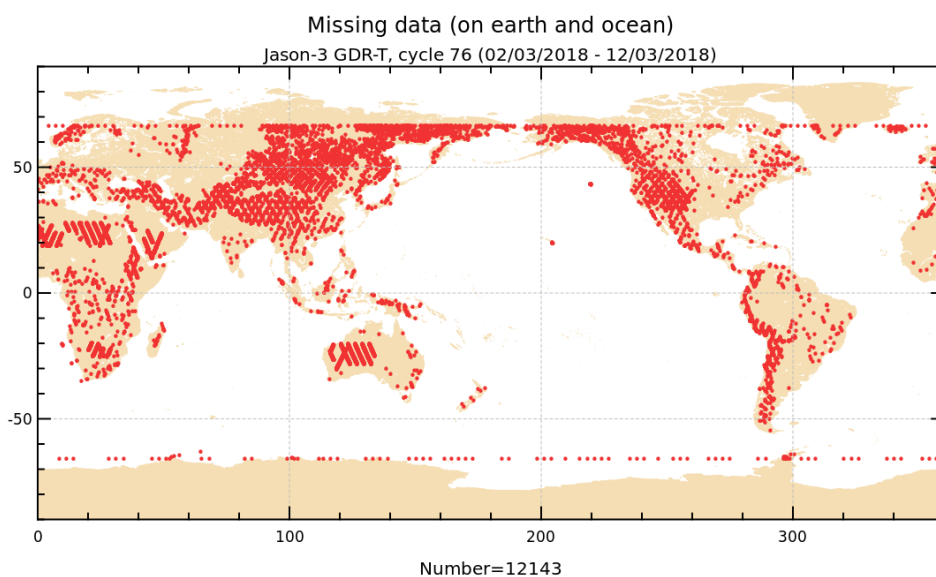 Missing data (on earth and ocean)
Jason-3 GDR-T, cycle 76 (02/03/2018 - 12/03/2018)
50
0
-50
0 100 200 300
Number=12143